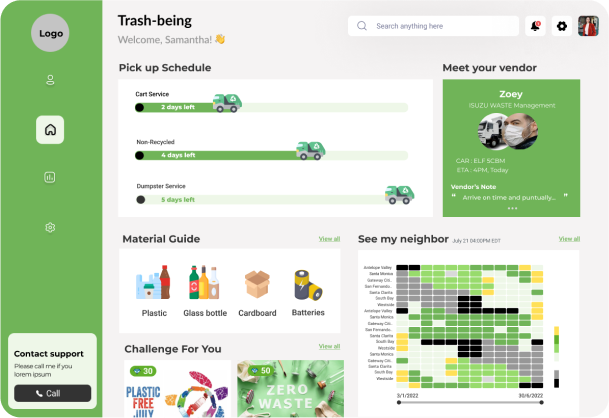 Logo
Trash-being
Welcome, Samantha!
Search anything here
Pick up Schedule
Cart Service
2 days left
Non-Recycled
4 days left
Dumpster Service
5 days left
Meet your vendor
Zoey
ISUZU WASTE Management
CAR : ELF 5CBM
ETA : 4PM, Today
Vendor's Note
" Arrive on time and puntually... "
Material Guide
View all
Plastic
Glass bottle
Cardboard
Batteries
See my neighbor
July 21 04:00PM EDT
View all
Antelope Valley
Santa Monica
Gateway Citi..
San Fernando..
Santa Clarita
South Bay
Westside
Antelope Valley
Santa Monica
Gateway Citi..
San Fernando..
Santa Clarita
South Bay
Westside
Santa Monica
Gateway Citi..
Santa Clarita
South Bay
Westside
3/1/2022
30/6/2022
Challenge For You
View all
30
PLASTIC
FREE
JULY
50
ZERO
WASTE
Contact support
Please call me if you
lorem ipsum
Call